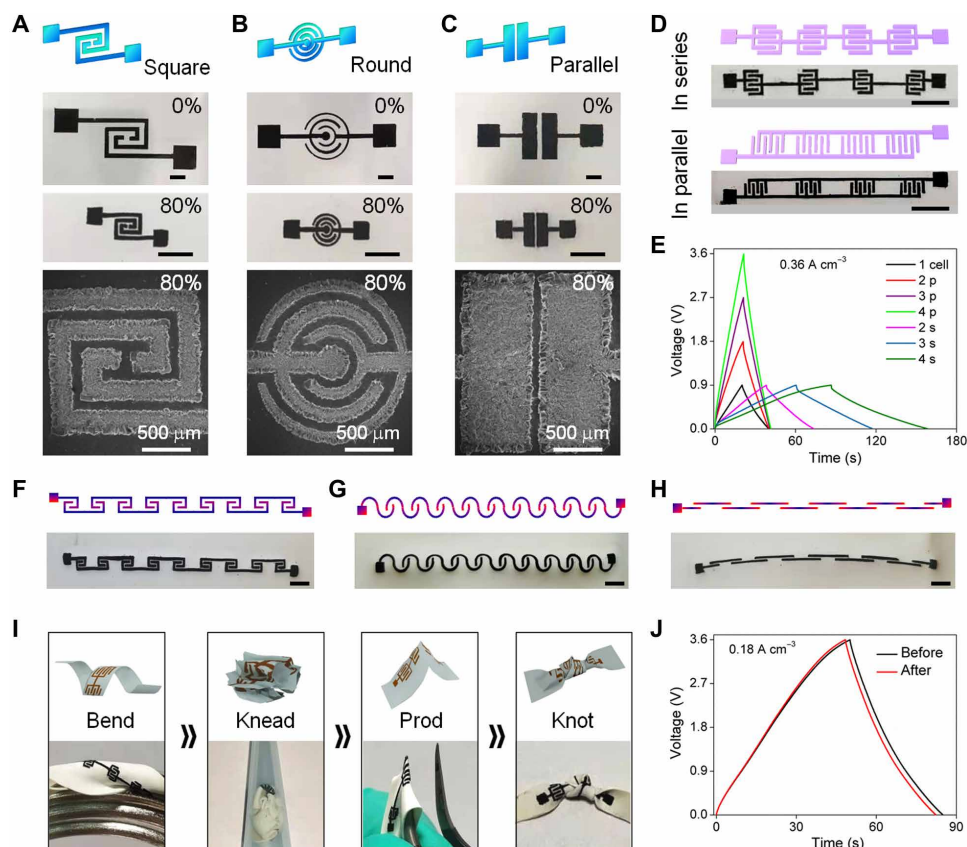 A
Square
0%
80%
80%
500 μm
B
Round
0%
80%
80%
500 μm
C
Parallel
0%
80%
80%
500 μm
D
In series
In parallel
E
0.36 A cm⁻³
1 cell
2 p
3 p
4 p
2 s
3 s
4 s
Voltage (V)
3.6
2.7
1.8
0.9
0.0
0
60
120
180
Time (s)
F
G
H
I
Bend
»
Knead
»
Prod
»
Knot
J
0.18 A cm⁻³
Before
After
Voltage (V)
3.6
2.7
1.8
0.9
0.0
0
30
60
90
Time (s)